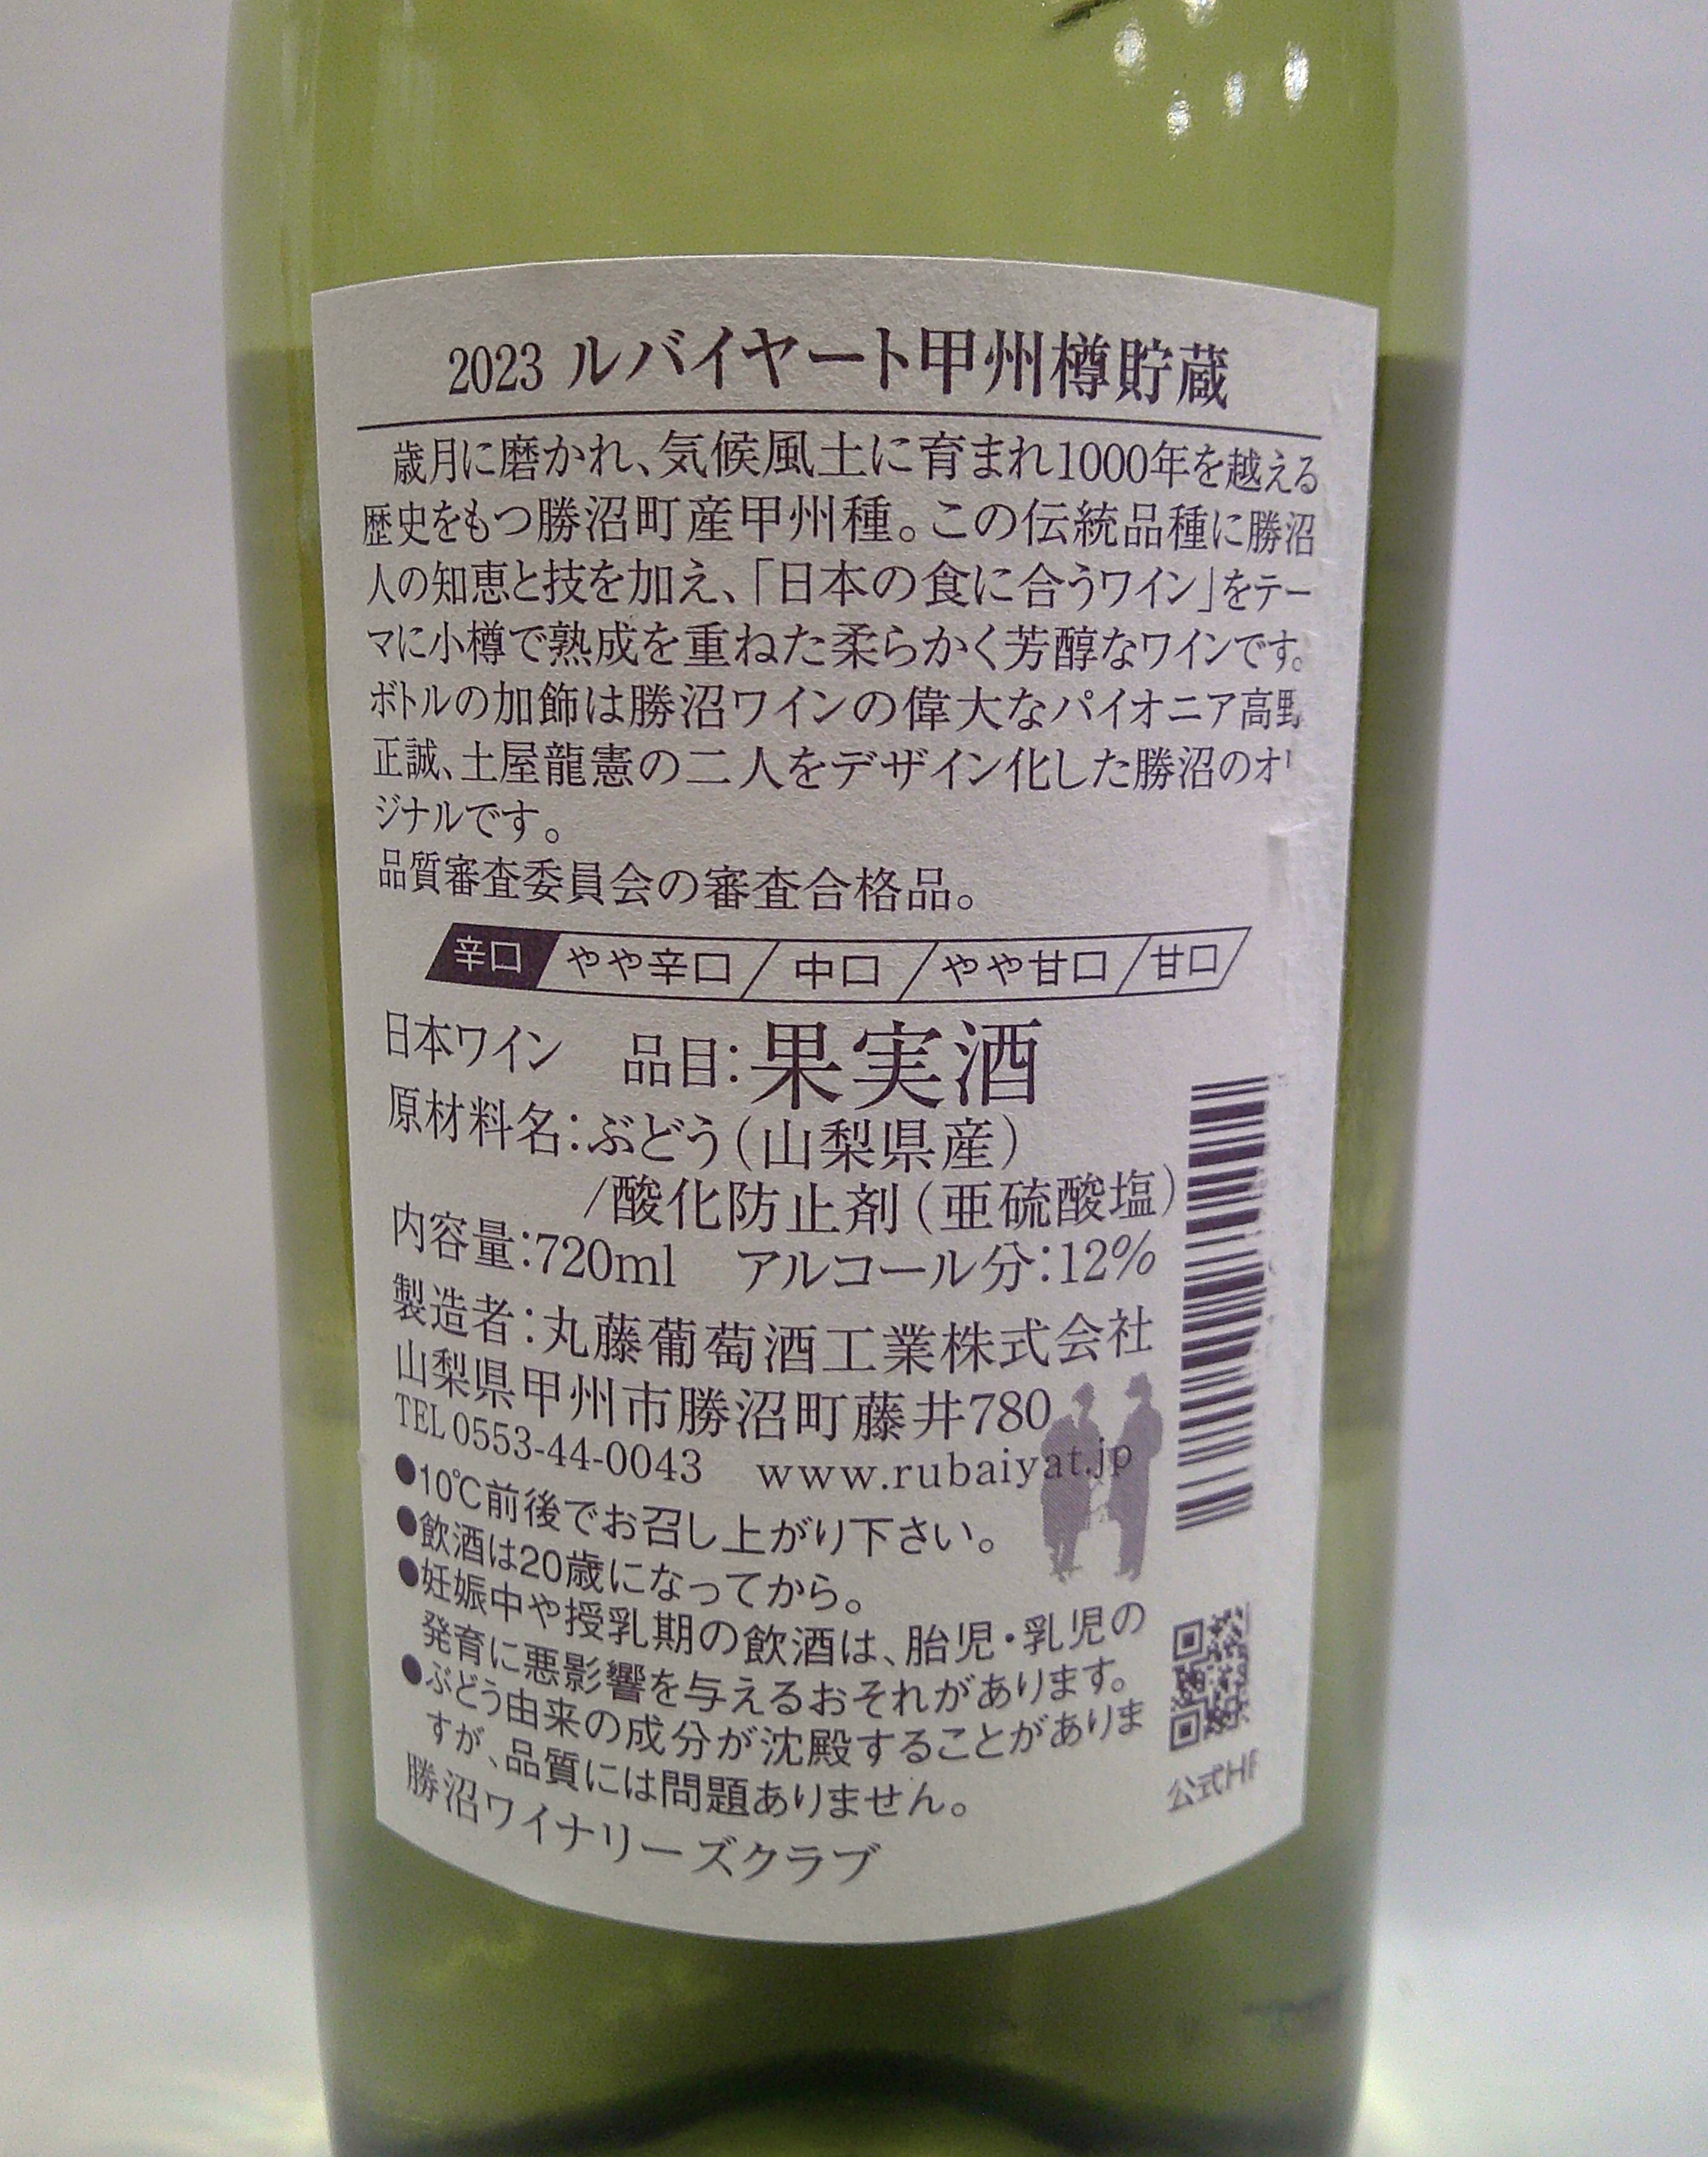 2023 ルバイヤート甲州樽貯蔵
歳月に磨かれ、気候風土に育まれ1000年を越える
歴史をもつ勝沼町産甲州種。この伝統品種に勝沼
人の知恵と技を加え、「日本の食に合うワイン」をテー
マに小樽で熟成を重ねた柔らかく芳醇なワインです。
ボトルの加飾は勝沼ワインの偉大なパイオニア高野
正誠、土屋龍憲の二人をデザイン化した勝沼のオリ
ジナルです。
品質審査委員会の審査合格品。
辛口 やや辛口 / 中口 / やや甘口 / 甘口
日本ワイン 品目:果実酒
原材料名:ぶどう(山梨県産)
/酸化防止剤(亜硫酸塩)
内容量:720ml アルコール分:12%
製造者:丸藤葡萄酒工業株式会社
山梨県甲州市勝沼町藤井780
TEL 0553-44-0043 www.rubaiyat.jp
●10℃前後でお召し上がり下さい。
●飲酒は20歳になってから。
●妊娠中や授乳期の飲酒は、胎児・乳児の
発育に悪影響を与えるおそれがあります。
●ぶどう由来の成分が沈殿することがありま
すが、品質には問題ありません。
勝沼ワイナリーズクラブ
公式HP